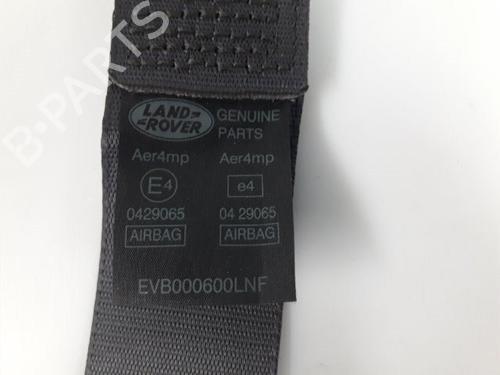 B-PARTS
LAND
ROVER
GENUINE
PARTS
Aer4mp Aer4mp
E4 e4
0429065 04 29065
AIRBAG AIRBAG
EVB000600LNF